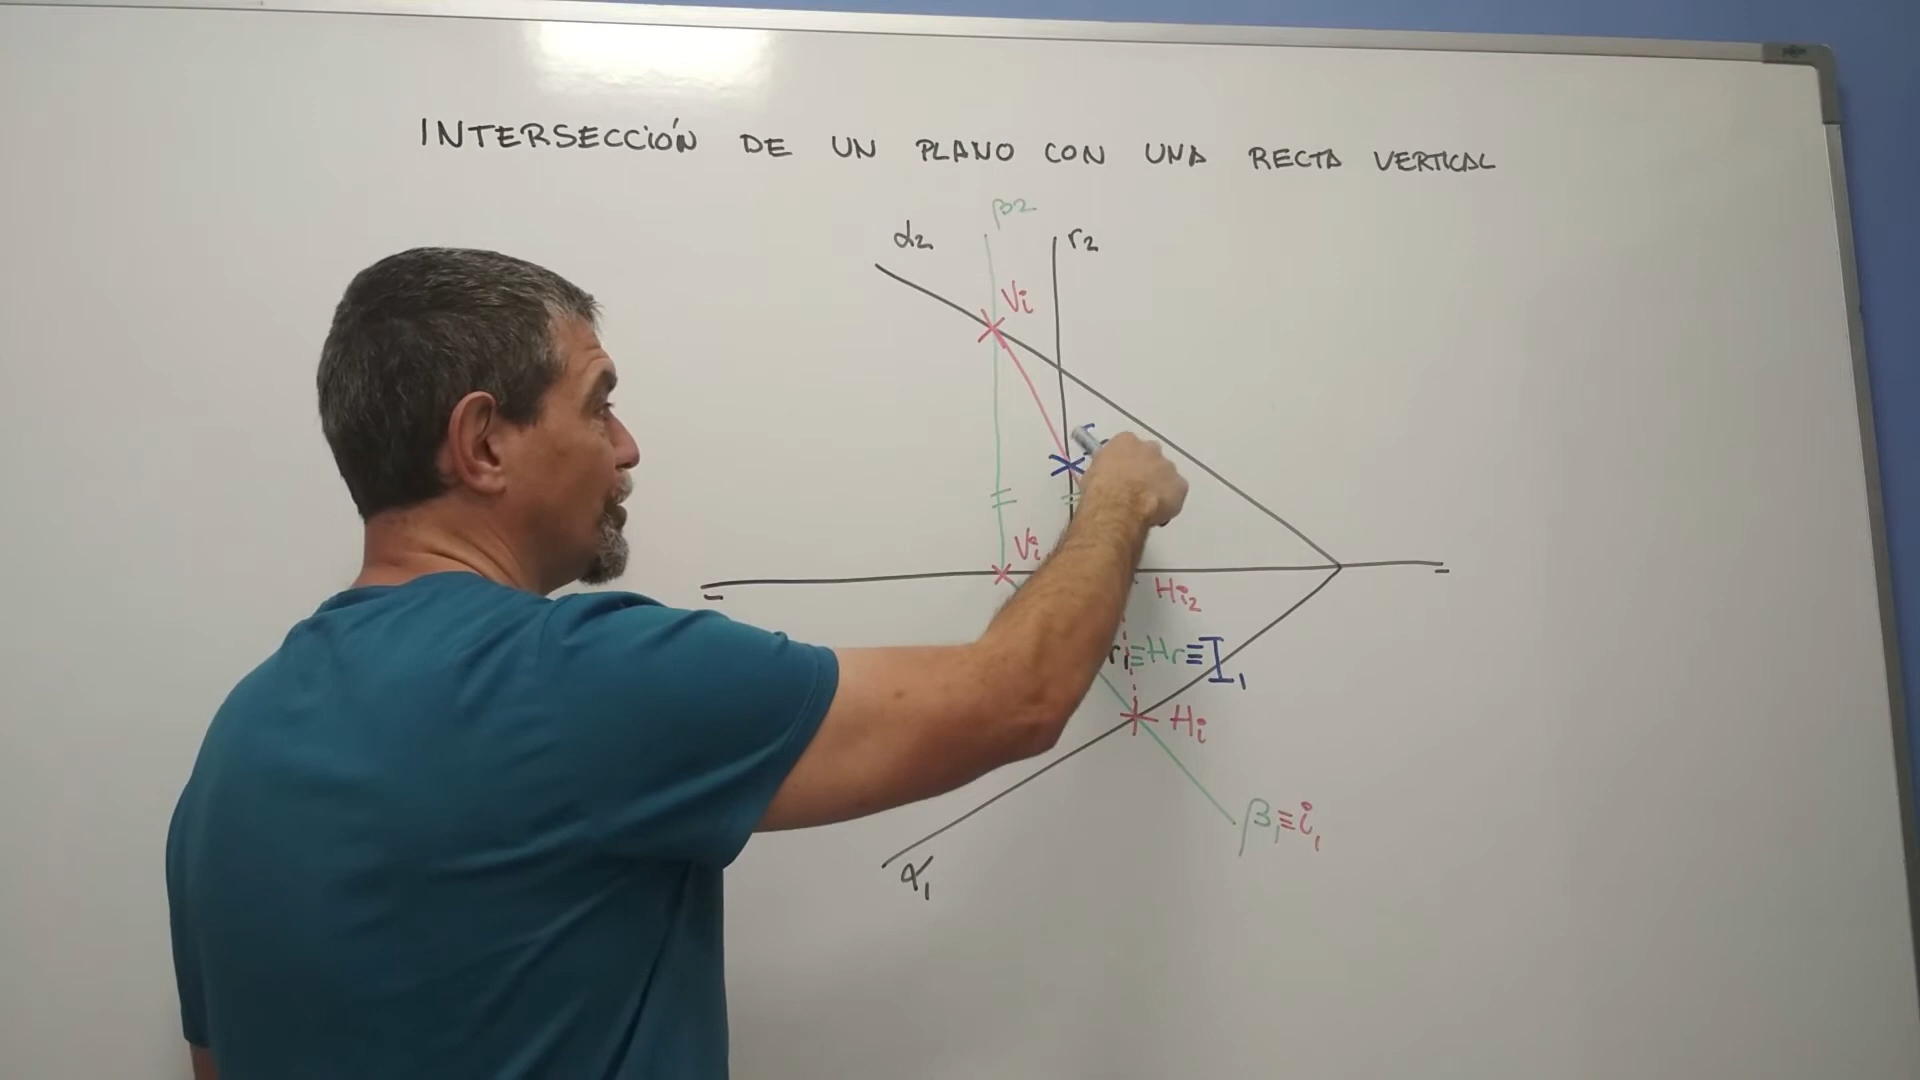 INTERSECCIÓN DE UN PLANO CON UNA RECTA VERTICAL
β2
α2
r2
Vi
Hi2
r1≡Hr≡I1
Hi
β1≡i1
α1